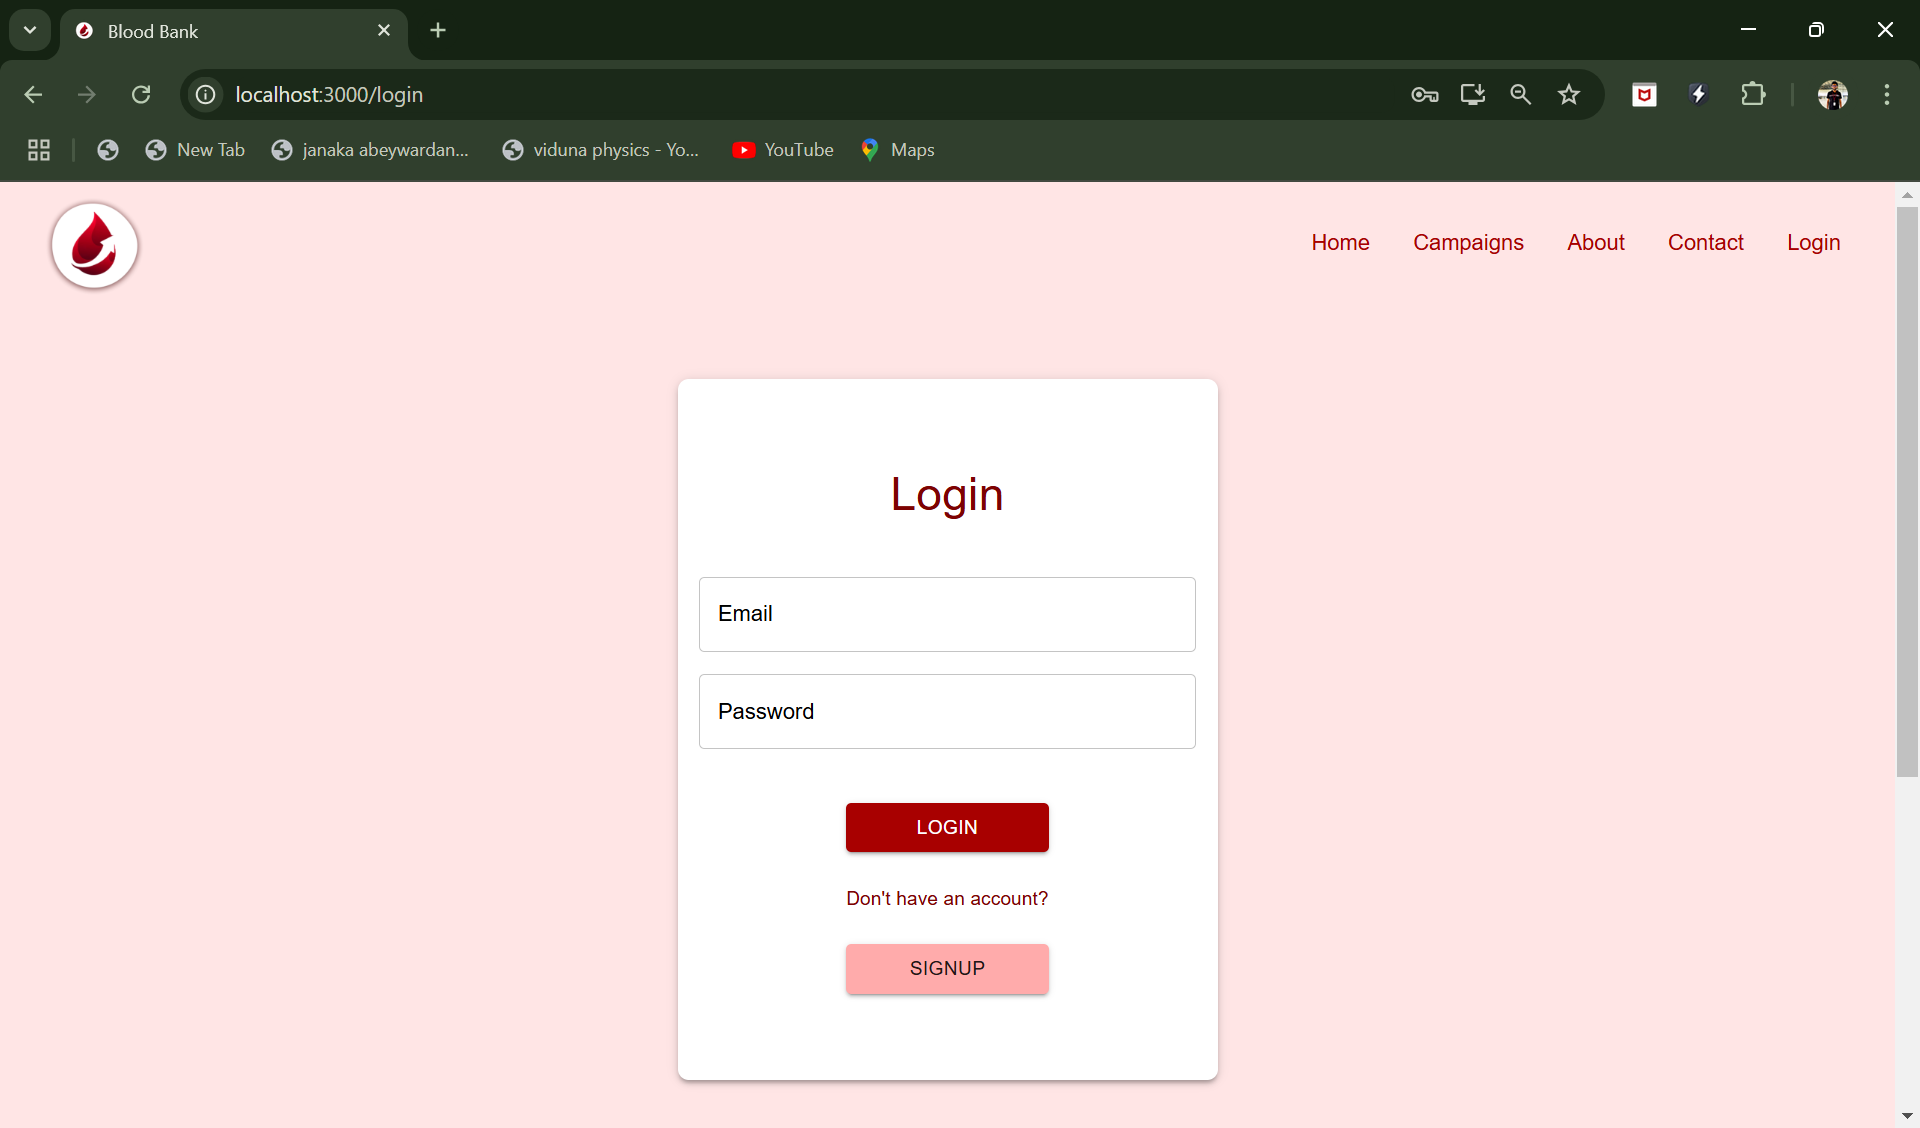 Blood Bank
localhost:3000/login
New Tab
janaka abeywardan...
viduna physics - Yo...
YouTube
Maps
Home
Campaigns
About
Contact
Login
Login
Email
Password
LOGIN
Don't have an account?
SIGNUP